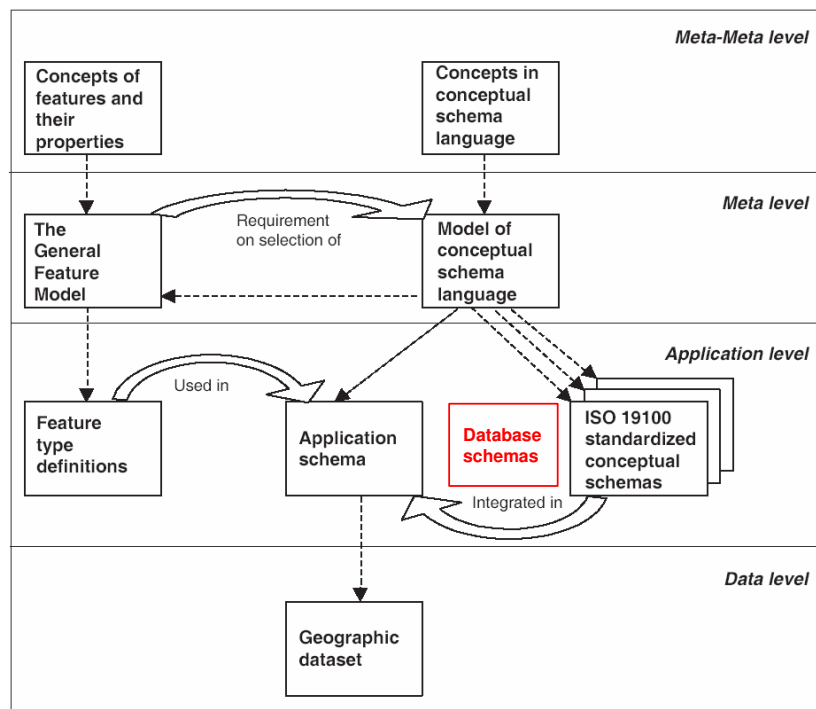 Meta-Meta level
Concepts of
features and
their
properties
Concepts in
conceptual
schema
language
Meta level
The
General
Feature
Model
Requirement
on selection of
Model of
conceptual
schema
language
Application level
Used in
Feature
type
definitions
Application
schema
Database
schemas
ISO 19100
standardized
conceptual
schemas
Integrated in
Data level
Geographic
dataset